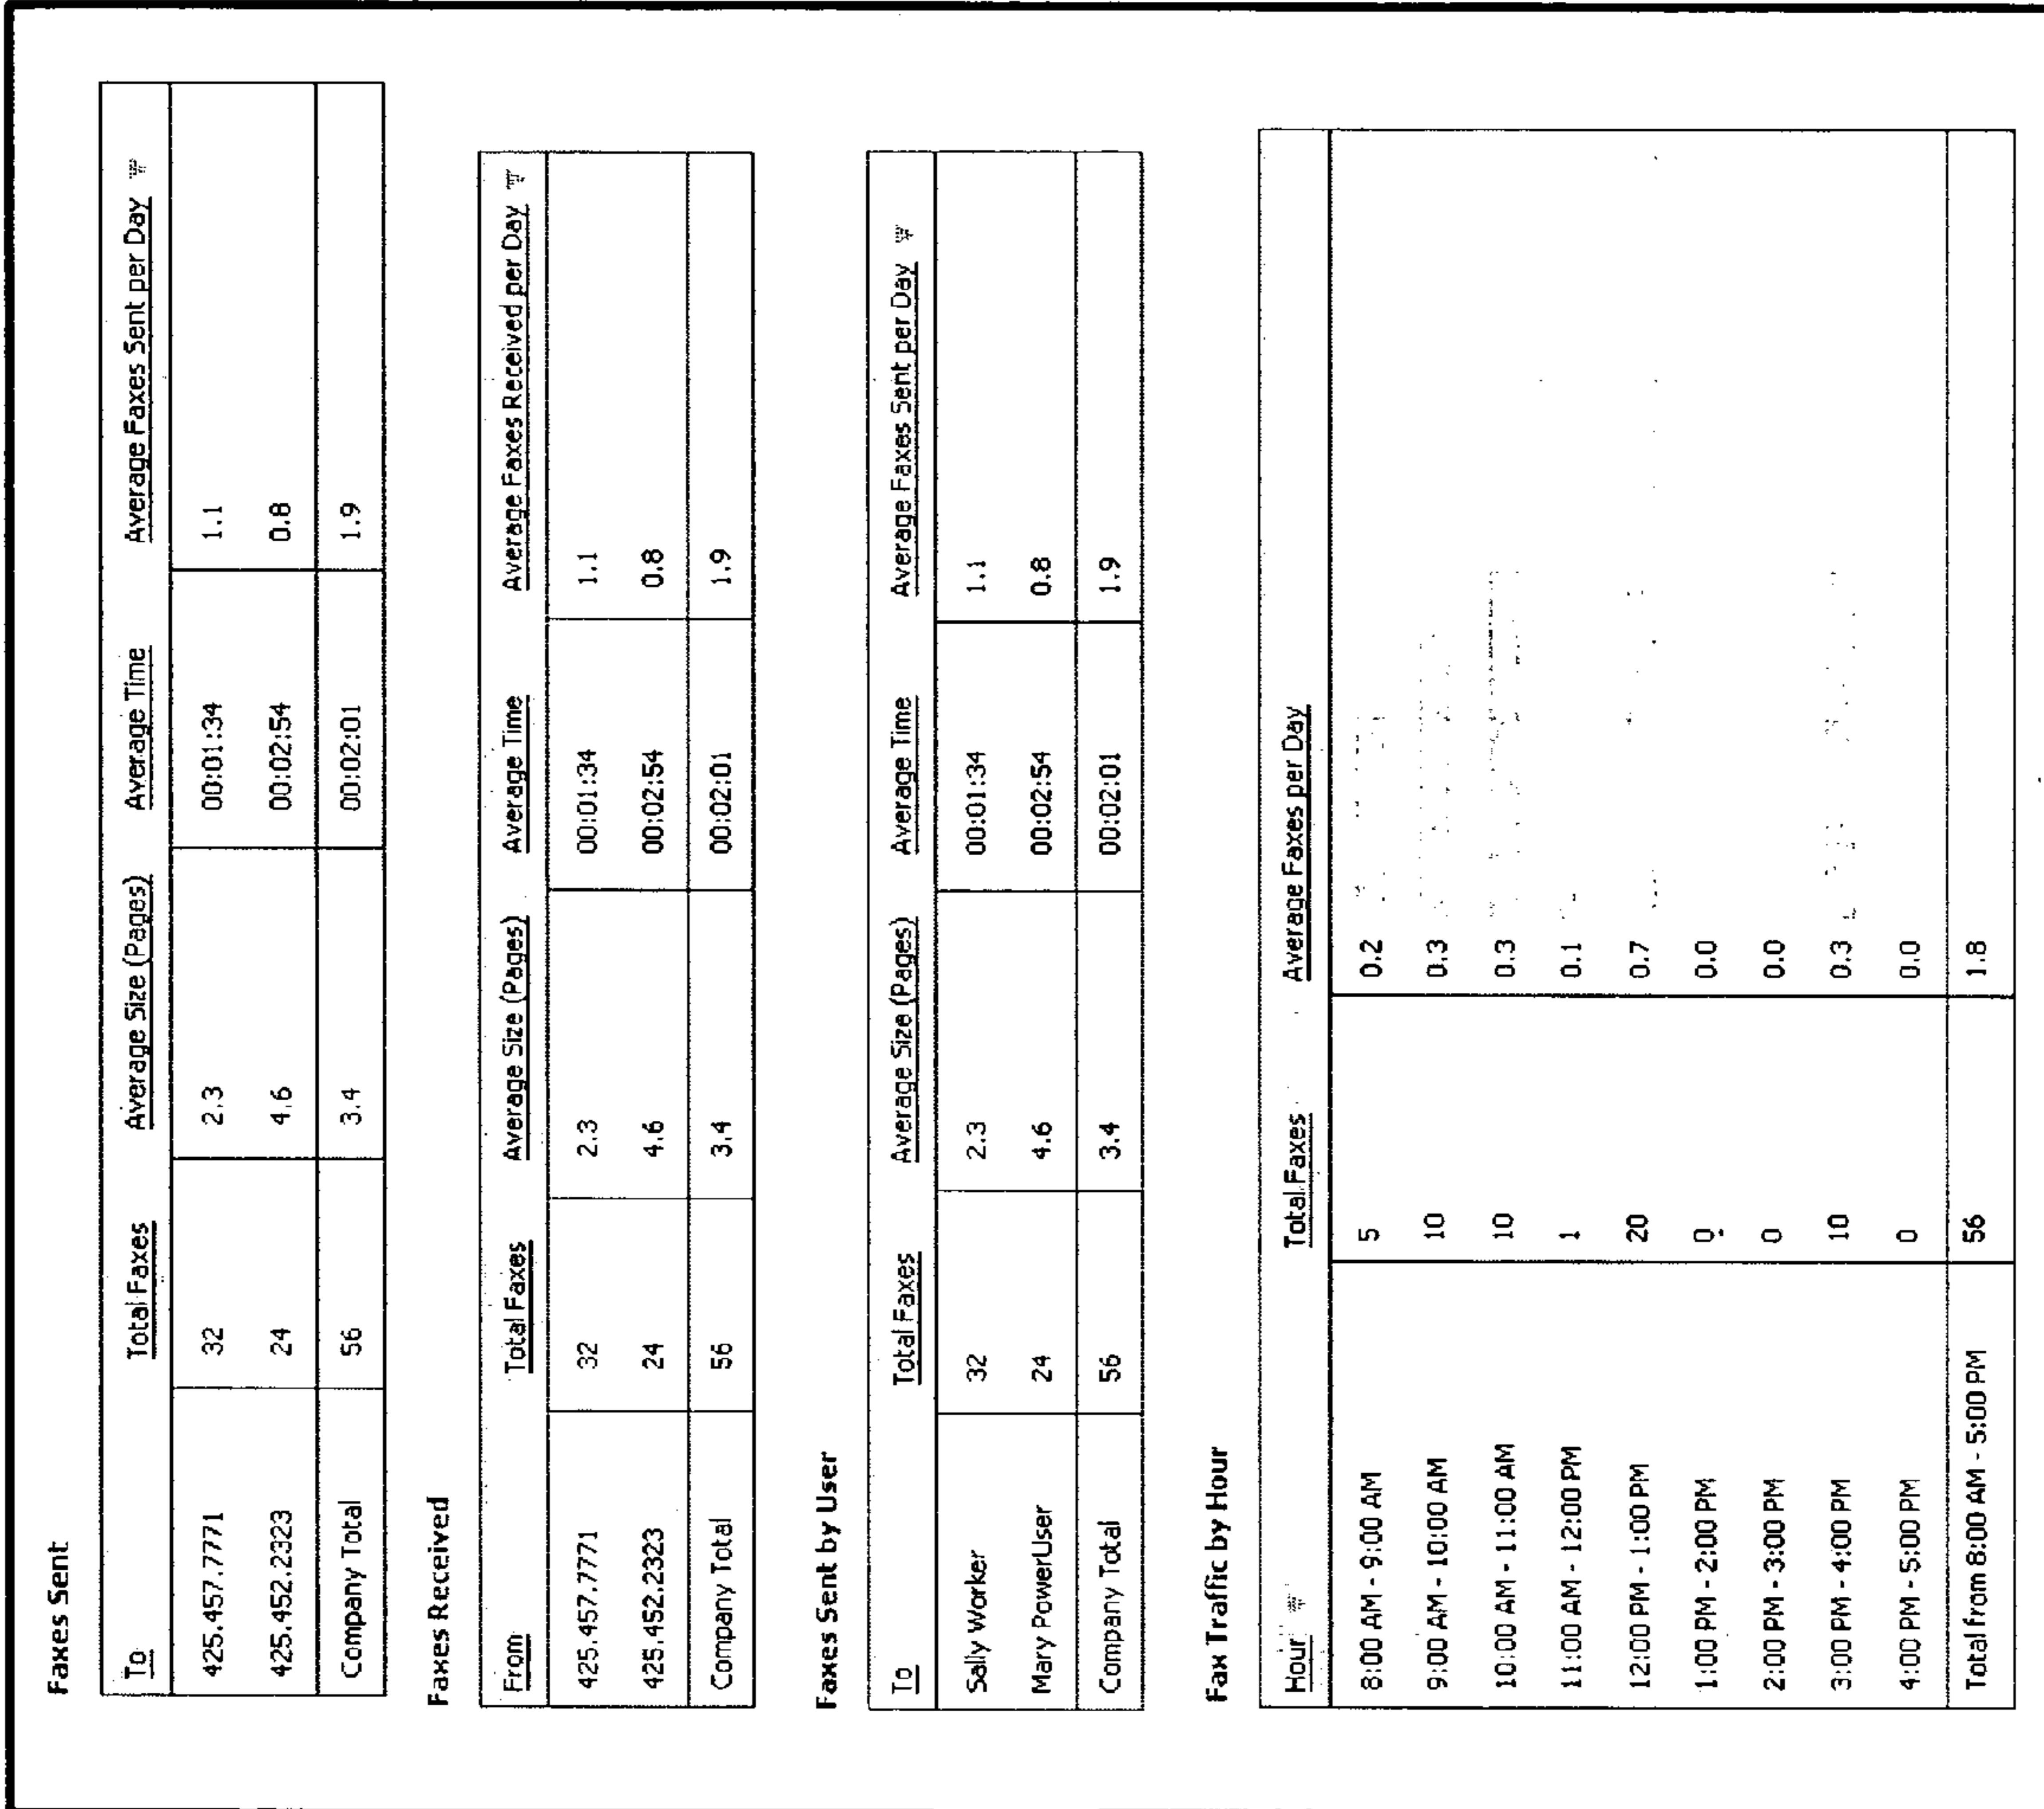 Faxes Sent
To Total Faxes Average Size (Pages) Average Time Average Faxes Sent per Day
425.457.7771 32 2.3 00:01:34 1.1
425.452.2323 24 4.6 00:02:54 0.8
Company Total 56 3.4 00:02:01 1.9
Faxes Received
From Total Faxes Average Size (Pages) Average Time Average Faxes Received per Day
425.457.7771 32 2.3 00:01:34 1.1
425.452.2323 24 4.6 00:02:54 0.8
Company Total 56 3.4 00:02:01 1.9
Faxes Sent by User
To Total Faxes Average Size (Pages) Average Time Average Faxes Sent per Day
Sally Worker 32 2.3 00:01:34 1.1
Mary PowerUser 24 4.6 00:02:54 0.8
Company Total 56 3.4 00:02:01 1.9
Fax Traffic by Hour
Hour Total Faxes Average Faxes per Day
8:00 AM - 9:00 AM 5 0.2
9:00 AM - 10:00 AM 10 0.3
10:00 AM - 11:00 AM 10 0.3
11:00 AM - 12:00 PM 1 0.1
12:00 PM - 1:00 PM 20 0.7
1:00 PM - 2:00 PM 0 0.0
2:00 PM - 3:00 PM 0 0.0
3:00 PM - 4:00 PM 10 0.3
4:00 PM - 5:00 PM 0 0.0
Total from 8:00 AM - 5:00 PM 56 1.8